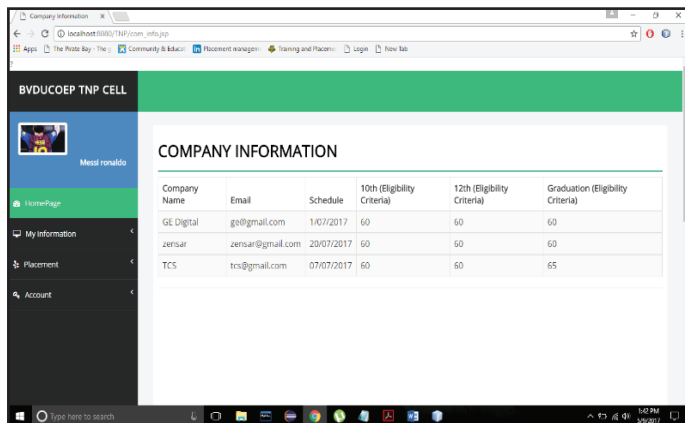 Company Information
localhost:8080/TNP/com_info.jsp
Apps The Pirate Bay - The g Community & Educat Placement managem Training and Placeme Login New Tab
BVDUCOEP TNP CELL
Messi ronaldo
HomePage
My Information
Placement
Account
COMPANY INFORMATION
Company Name Email Schedule 10th (Eligibility Criteria) 12th (Eligibility Criteria) Graduation (Eligibility Criteria)
GE Digital ge@gmail.com 1/07/2017 60 60 60
zensar zensar@gmail.com 20/07/2017 60 60 60
TCS tcs@gmail.com 07/07/2017 60 60 65
Type here to search
5:42 PM
5/9/2017